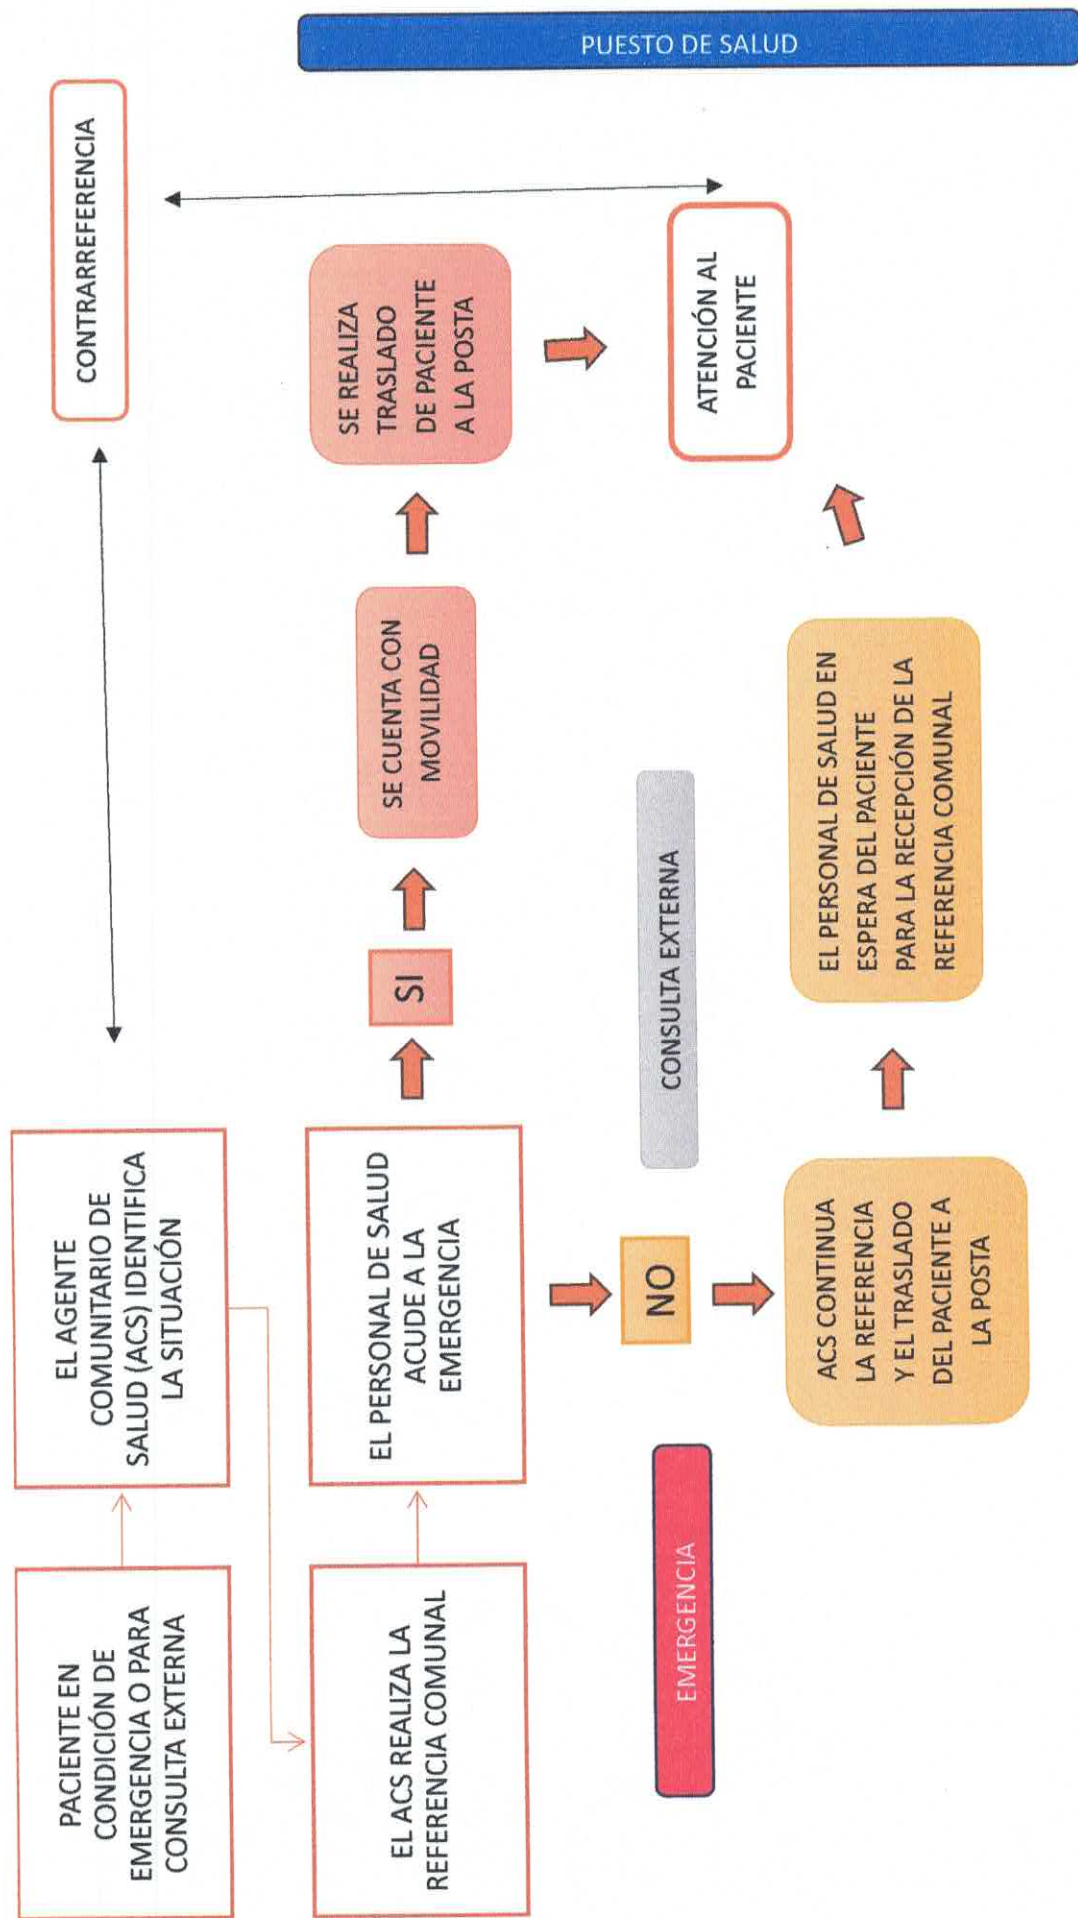 PACIENTE EN
CONDICIÓN DE
EMERGENCIA O PARA
CONSULTA EXTERNA
EL AGENTE
COMUNITARIO DE
SALUD (ACS) IDENTIFICA
LA SITUACIÓN
CONTRARREFERENCIA
EL ACS REALIZA LA
REFERENCIA COMUNAL
EL PERSONAL DE SALUD
ACUDE A LA
EMERGENCIA
SI
SE CUENTA CON
MOVILIDAD
SE REALIZA
TRASLADO
DE PACIENTE
A LA POSTA
EMERGENCIA
NO
CONSULTA EXTERNA
ATENCIÓN AL
PACIENTE
ACS CONTINUA
LA REFERENCIA
Y EL TRASLADO
DEL PACIENTE A
LA POSTA
EL PERSONAL DE SALUD EN
ESPERA DEL PACIENTE
PARA LA RECEPCIÓN DE LA
REFERENCIA COMUNAL
PUESTO DE SALUD